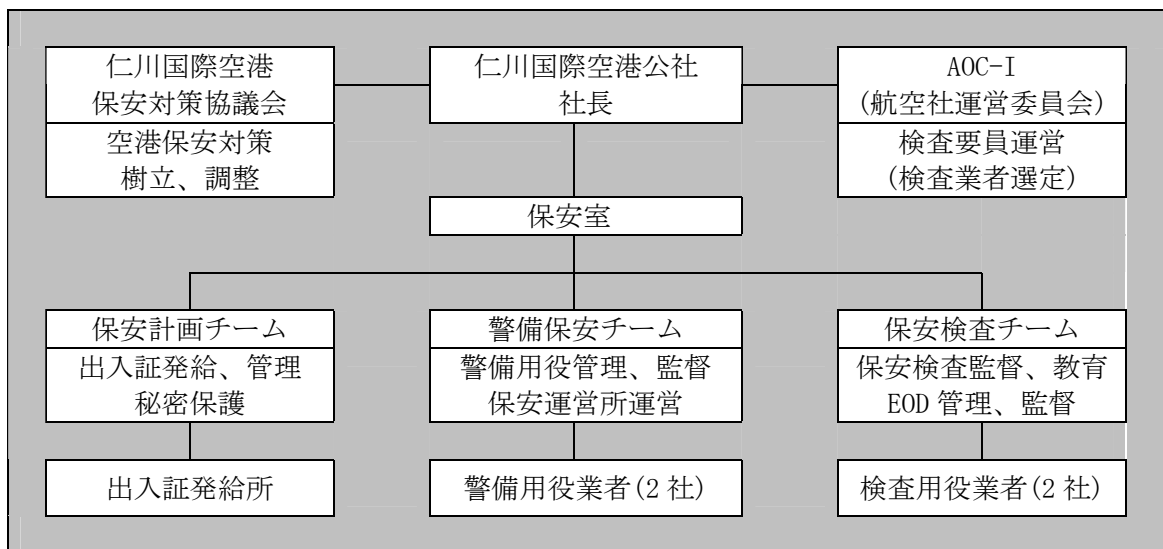 仁川国際空港
保安対策協議会
空港保安対策
樹立、調整
仁川国際空港公社
社長
AOC-I
(航空社運営委員会)
検査要員運営
(検査業者選定)
保安室
保安計画チーム
出入証発給、管理
秘密保護
警備保安チーム
警備用役管理、監督
保安運営所運営
保安検査チーム
保安検査監督、教育
EOD 管理、監督
出入証発給所
警備用役業者(2 社)
検査用役業者(2 社)